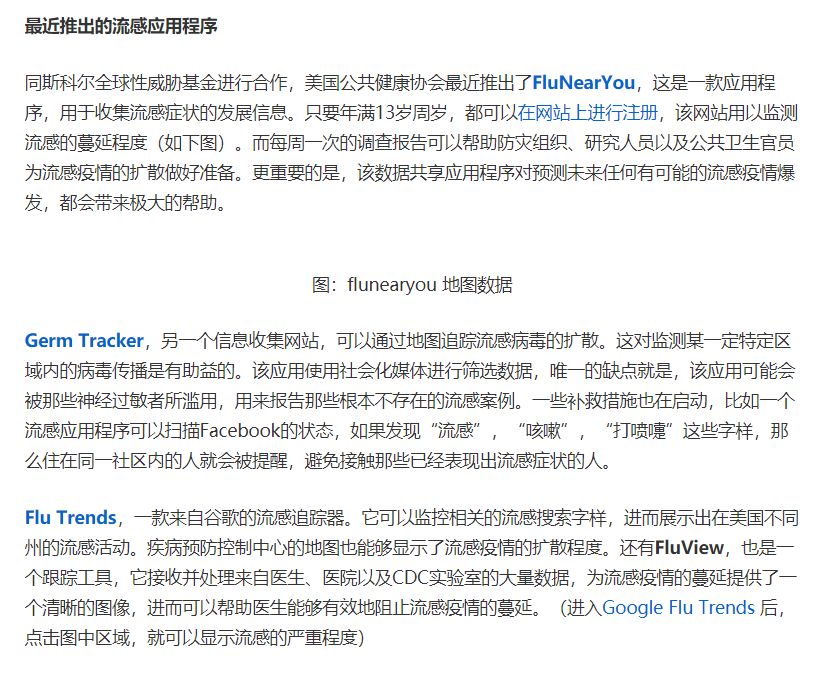 最近推出的流感应用程序
同斯科尔全球性威胁基金进行合作，美国公共健康协会最近推出了FluNearYou，这是一款应用程
序，用于收集流感症状的发展信息。只要年满13岁周岁，都可以在网站上进行注册，该网站用以监测
流感的蔓延程度（如下图）。而每周一次的调查报告可以帮助防灾组织、研究人员以及公共卫生官员
为流感疫情的扩散做好准备。更重要的是，该数据共享应用程序对预测未来任何有可能的流感疫情爆
发，都会带来极大的帮助。
图：flunearyou 地图数据
Germ Tracker，另一个信息收集网站，可以通过地图追踪流感病毒的扩散。这对监测某一定特定区
域内的病毒传播是有助益的。该应用使用社会化媒体进行筛选数据，唯一的缺点就是，该应用可能会
被那些神经过敏者所滥用，用来报告那些根本不存在的流感案例。一些补救措施也在启动，比如一个
流感应用程序可以扫描Facebook的状态，如果发现“流感”，“咳嗽”，“打喷嚏”这些字样，那
么住在同一社区内的人就会被提醒，避免接触那些已经表现出流感症状的人。
Flu Trends，一款来自谷歌的流感追踪器。它可以监控相关的流感搜索字样，进而展示出在美国不同
州的流感活动。疾病预防控制中心的地图也能够显示了流感疫情的扩散程度。还有FluView，也是一
个跟踪工具，它接收并处理来自医生、医院以及CDC实验室的大量数据，为流感疫情的蔓延提供了一
个清晰的图像，进而可以帮助医生能够有效地阻止流感疫情的蔓延。（进入Google Flu Trends 后，
点击图中区域，就可以显示流感的严重程度）